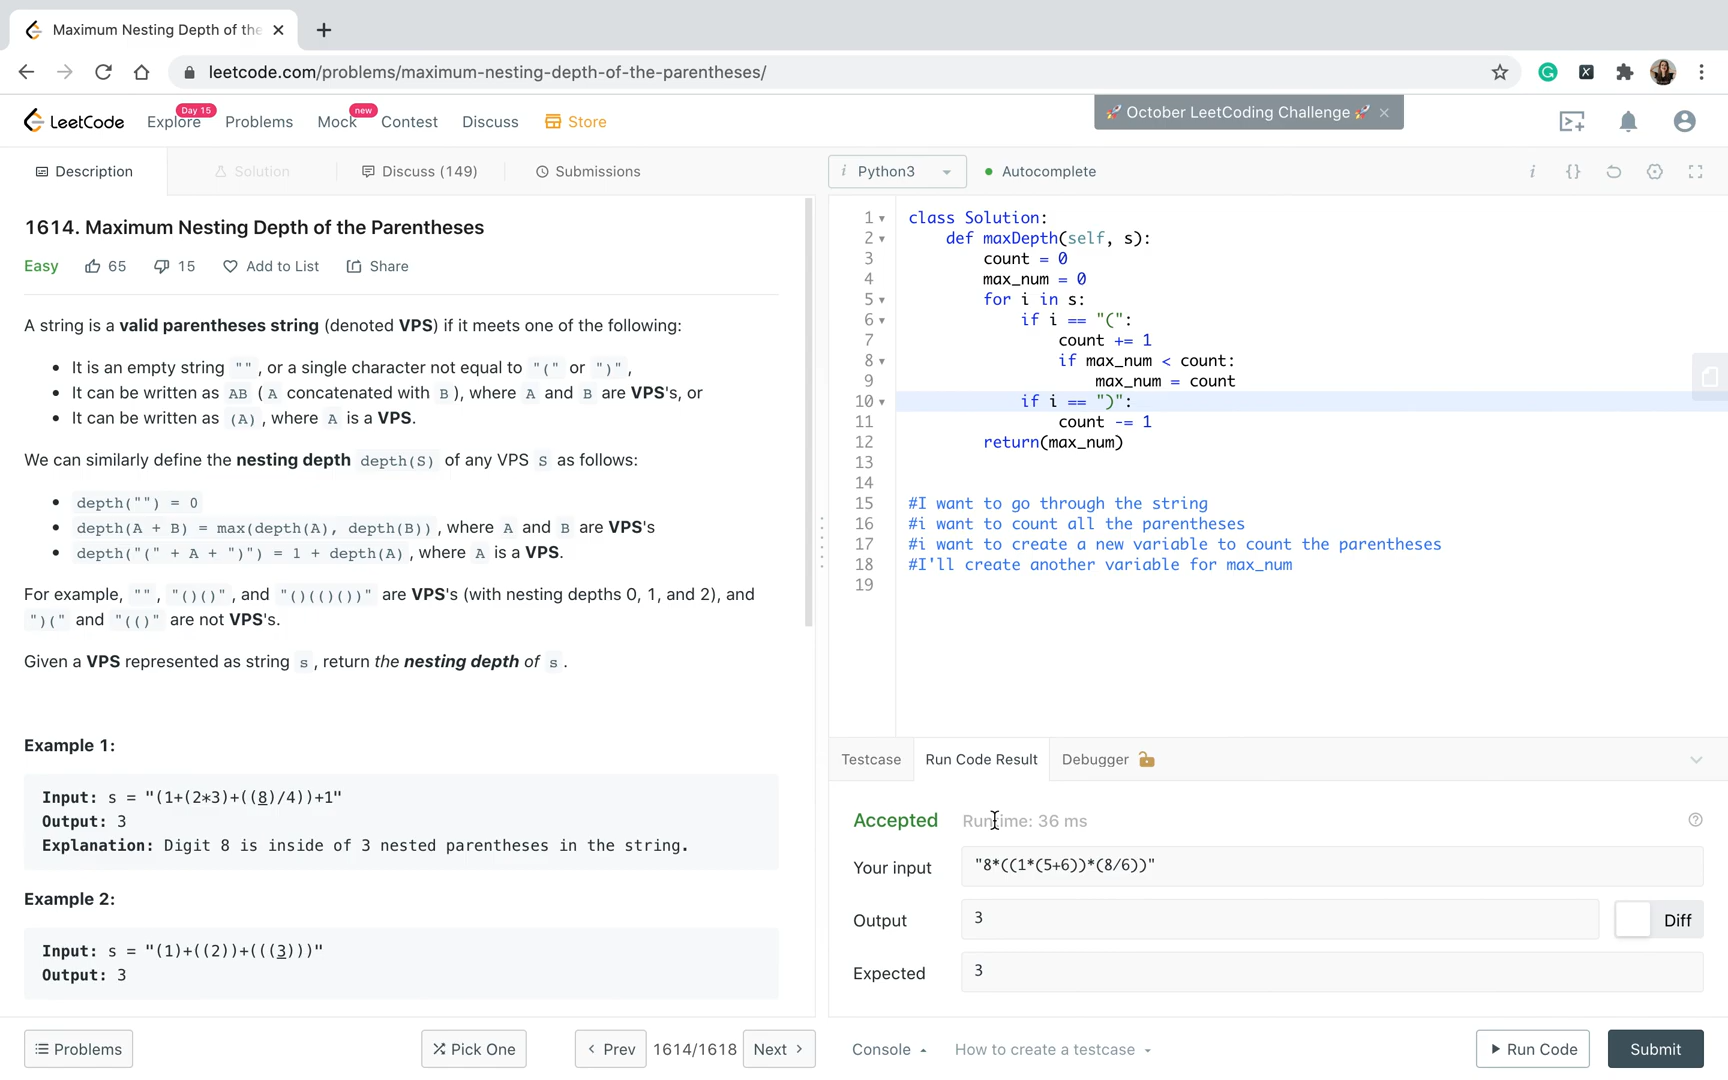 Maximum Nesting Depth of the
leetcode.com/problems/maximum-nesting-depth-of-the-parentheses/
LeetCode
Explore
Day 15
Problems
Mock
new
Contest
Discuss
Store
🚀 October LeetCoding Challenge 🚀
Description
Solution
Discuss (149)
Submissions
1614. Maximum Nesting Depth of the Parentheses
Easy 65 15 Add to List Share
A string is a valid parentheses string (denoted VPS) if it meets one of the following:
• It is an empty string "", or a single character not equal to "(" or ")",
• It can be written as AB (A concatenated with B), where A and B are VPS's, or
• It can be written as (A), where A is a VPS.
We can similarly define the nesting depth depth(S) of any VPS S as follows:
• depth("") = 0
• depth(A + B) = max(depth(A), depth(B)), where A and B are VPS's
• depth("(" + A + ")") = 1 + depth(A), where A is a VPS.
For example, "", "()()", and "()(()())" are VPS's (with nesting depths 0, 1, and 2), and
")(" and "(()" are not VPS's.
Given a VPS represented as string s, return the nesting depth of s.
Example 1:
Input: s = "(1+(2*3)+((8)/4))+1"
Output: 3
Explanation: Digit 8 is inside of 3 nested parentheses in the string.
Example 2:
Input: s = "(1)+((2))+(((3)))"
Output: 3
Problems
Pick One
Prev
1614/1618
Next
i Python3
Autocomplete
i {}
1 class Solution:
2 def maxDepth(self, s):
3 count = 0
4 max_num = 0
5 for i in s:
6 if i == "(":
7 count += 1
8 if max_num < count:
9 max_num = count
10 if i == ")":
11 count -= 1
12 return(max_num)
13
14
15 #I want to go through the string
16 #i want to count all the parentheses
17 #i want to create a new variable to count the parentheses
18 #I'll create another variable for max_num
19
Testcase
Run Code Result
Debugger
Accepted
Runtime: 36 ms
Your input
"8*((1*(5+6))*(8/6))"
Output
3
Diff
Expected
3
Console
How to create a testcase
Run Code
Submit